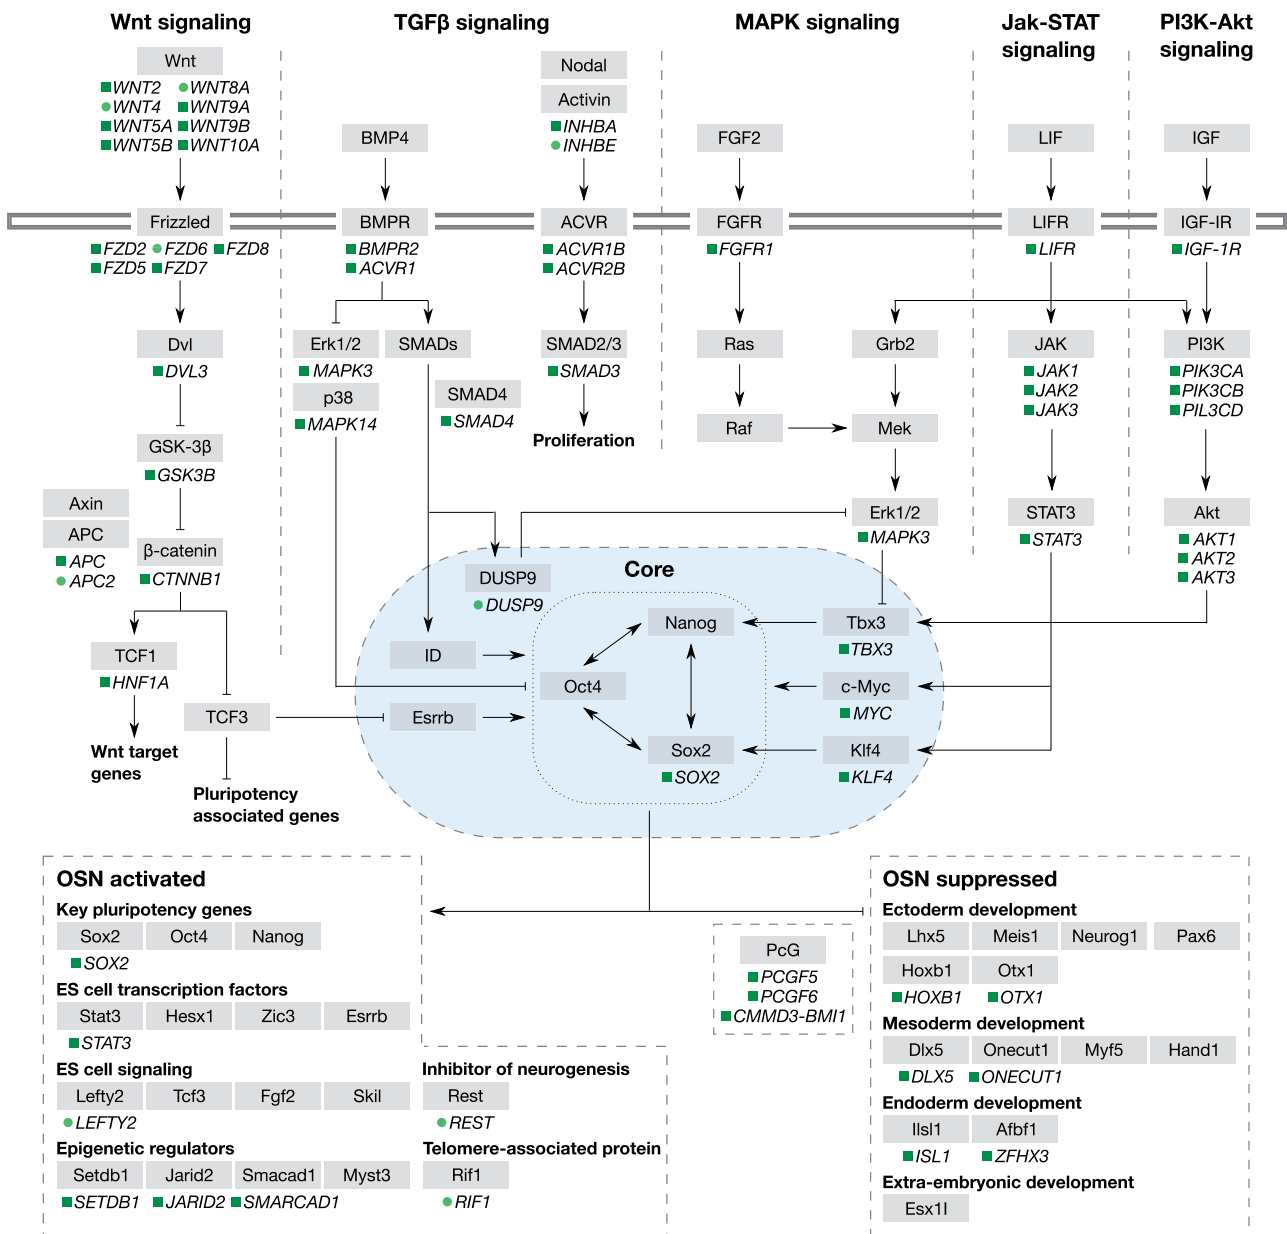 Wnt signaling
TGFβ signaling
MAPK signaling
Jak-STAT
signaling
PI3K-Akt
signaling
Wnt
WNT2
WNT8A
WNT4
WNT9A
WNT5A
WNT9B
WNT5B
WNT10A
Nodal
Activin
INHBA
INHBE
BMP4
FGF2
LIF
IGF
Frizzled
BMPR
ACVR
FGFR
LIFR
IGF-IR
FZD2
FZD6
FZD8
FZD5
FZD7
BMPR2
ACVR1
ACVR1B
ACVR2B
FGFR1
LIFR
IGF-1R
Dvl
DVL3
Erk1/2
MAPK3
p38
MAPK14
SMADs
SMAD4
SMAD4
SMAD2/3
SMAD3
Proliferation
Ras
Raf
Grb2
Mek
JAK
JAK1
JAK2
JAK3
PI3K
PIK3CA
PIK3CB
PIL3CD
GSK-3β
GSK3B
Axin
APC
APC
APC2
β-catenin
CTNNB1
Erk1/2
MAPK3
STAT3
STAT3
Akt
AKT1
AKT2
AKT3
Core
DUSP9
DUSP9
ID
Nanog
Tbx3
TBX3
Oct4
c-Myc
MYC
Esrrb
Sox2
SOX2
Klf4
KLF4
TCF1
HNF1A
TCF3
Wnt target
genes
Pluripotency
associated genes
OSN activated
Key pluripotency genes
Sox2
Oct4
Nanog
SOX2
ES cell transcription factors
Stat3
Hesx1
Zic3
Esrrb
STAT3
ES cell signaling
Lefty2
Tcf3
Fgf2
Skil
LEFTY2
Epigenetic regulators
Setdb1
Jarid2
Smacad1
Myst3
SETDB1
JARID2
SMARCAD1
Inhibitor of neurogenesis
Rest
REST
Telomere-associated protein
Rif1
RIF1
PcG
PCGF5
PCGF6
CMMD3-BMI1
OSN suppressed
Ectoderm development
Lhx5
Meis1
Neurog1
Pax6
Hoxb1
Otx1
HOXB1
OTX1
Mesoderm development
Dlx5
Onecut1
Myf5
Hand1
DLX5
ONECUT1
Endoderm development
Ilsl1
Afbf1
ISL1
ZFHX3
Extra-embryonic development
Esx1l